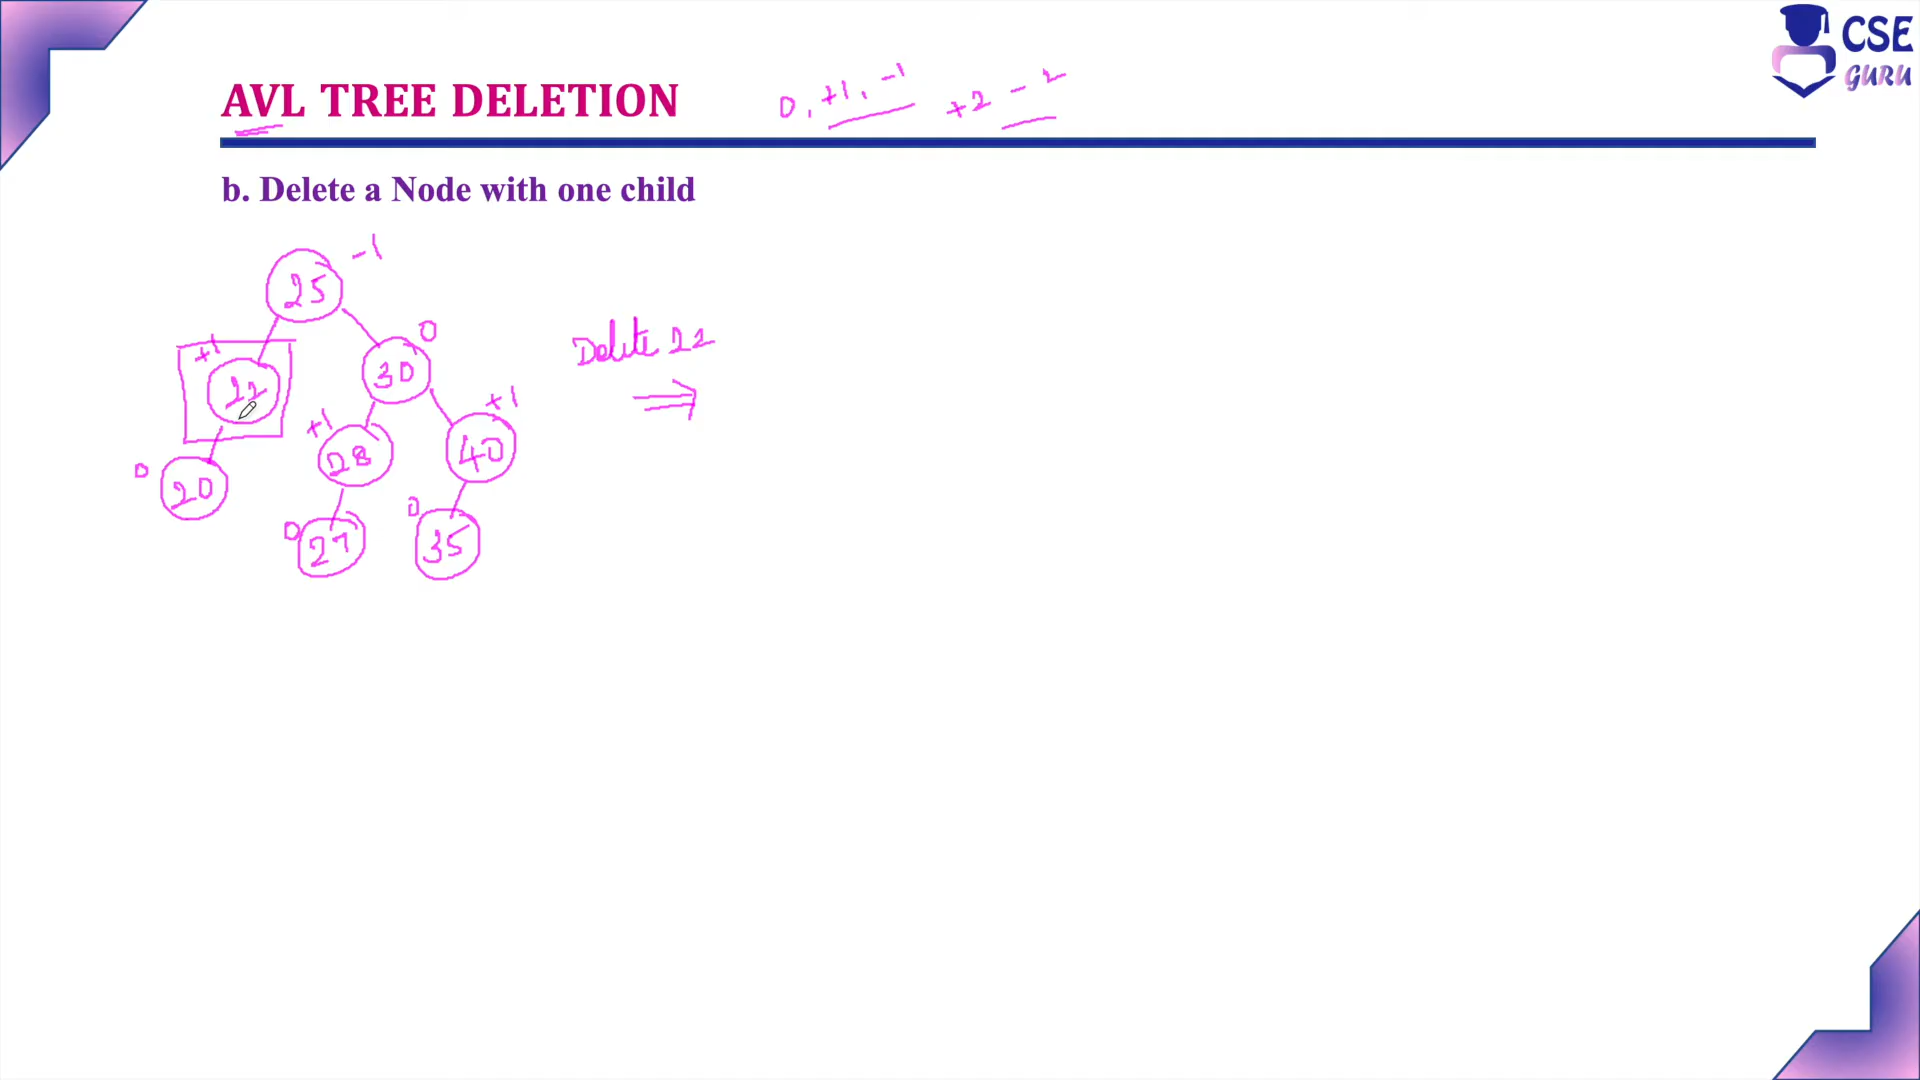 CSE
GURU
AVL TREE DELETION 0, +1, -1 +2 -2
b. Delete a Node with one child
25 -1
+1 22 30 0
Delete 22
⇒
0 20 +1 28 40 +1
0 27 0 35